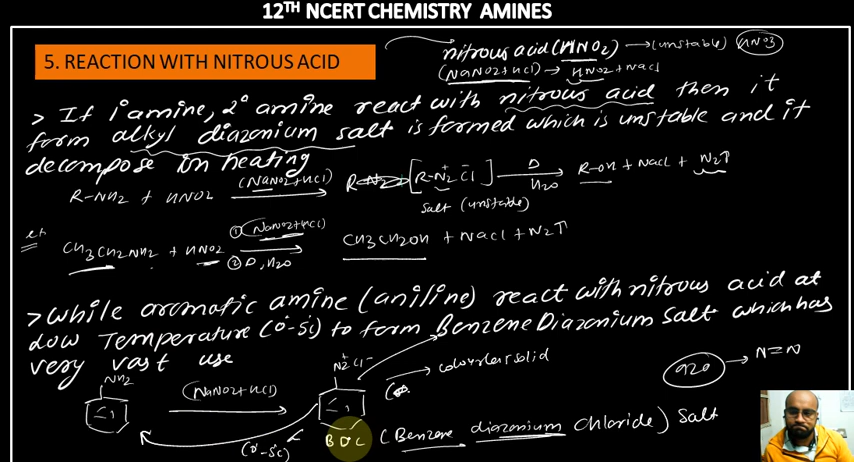 12TH NCERT CHEMISTRY AMINES
5. REACTION WITH NITROUS ACID
nitrous acid (HNO2) → (unstable) HNO3
(NaNO2+HCl) → HNO2 + NaCl
> If 1° amine, 2° amine react with nitrous acid then it
form alkyl diazonium salt is formed which is unstable and it
decompose on heating
R-NH2 + HNO2 (NaNO2+HCl) → [R-N2+ Cl-] Δ H2O → R-OH + NaCl + N2↑
Salt (unstable)
ex
CH3CH2NH2 + HNO2 ① (NaNO2+HCl) ② Δ, H2O → CH3CH2OH + NaCl + N2↑
> While aromatic amine (aniline) react with nitrous acid at
low Temperature (0°-5°C) to form Benzene Diazonium Salt which has
very vast use
NH2 (NaNO2+HCl) → N2+Cl- → colourless solid
azo → N=N
(0°-5°C)
BDC (Benzene diazonium chloride) Salt